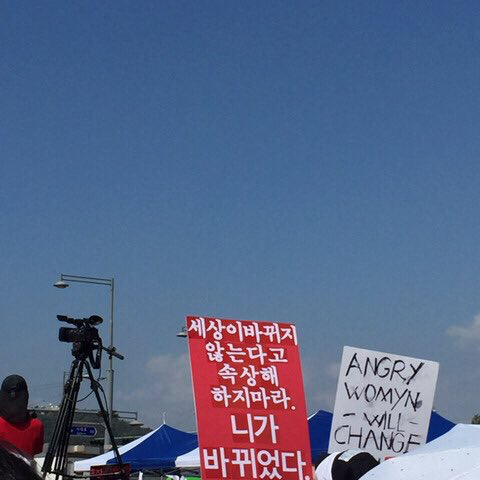 세상이바뀌지
않는다고
속상해
하지마라.
니가
바뀌었다.
ANGRY
WOMYN
- WILL -
CHANGE